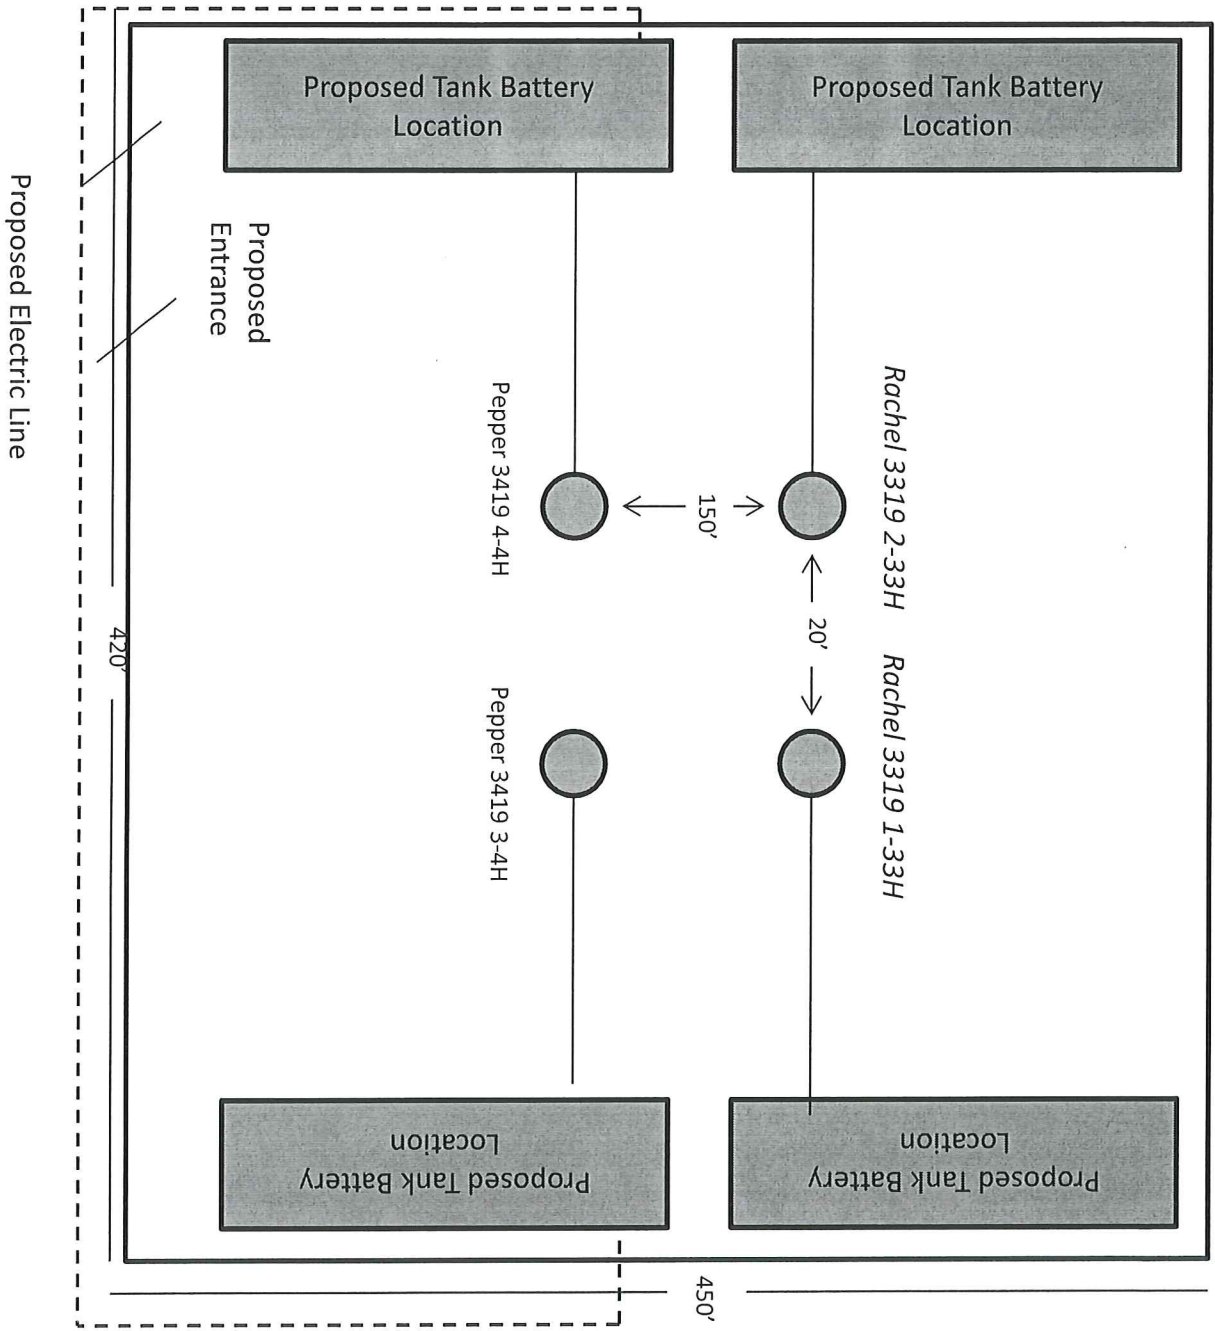 Proposed Tank Battery
Location
Proposed Tank Battery
Location
Proposed Electric Line
Proposed
Entrance
Rachel 3319 2-33H
Rachel 3319 1-33H
Pepper 3419 4-4H
150'
20'
Pepper 3419 3-4H
420'
Proposed Tank Battery
Location
Proposed Tank Battery
Location
450'